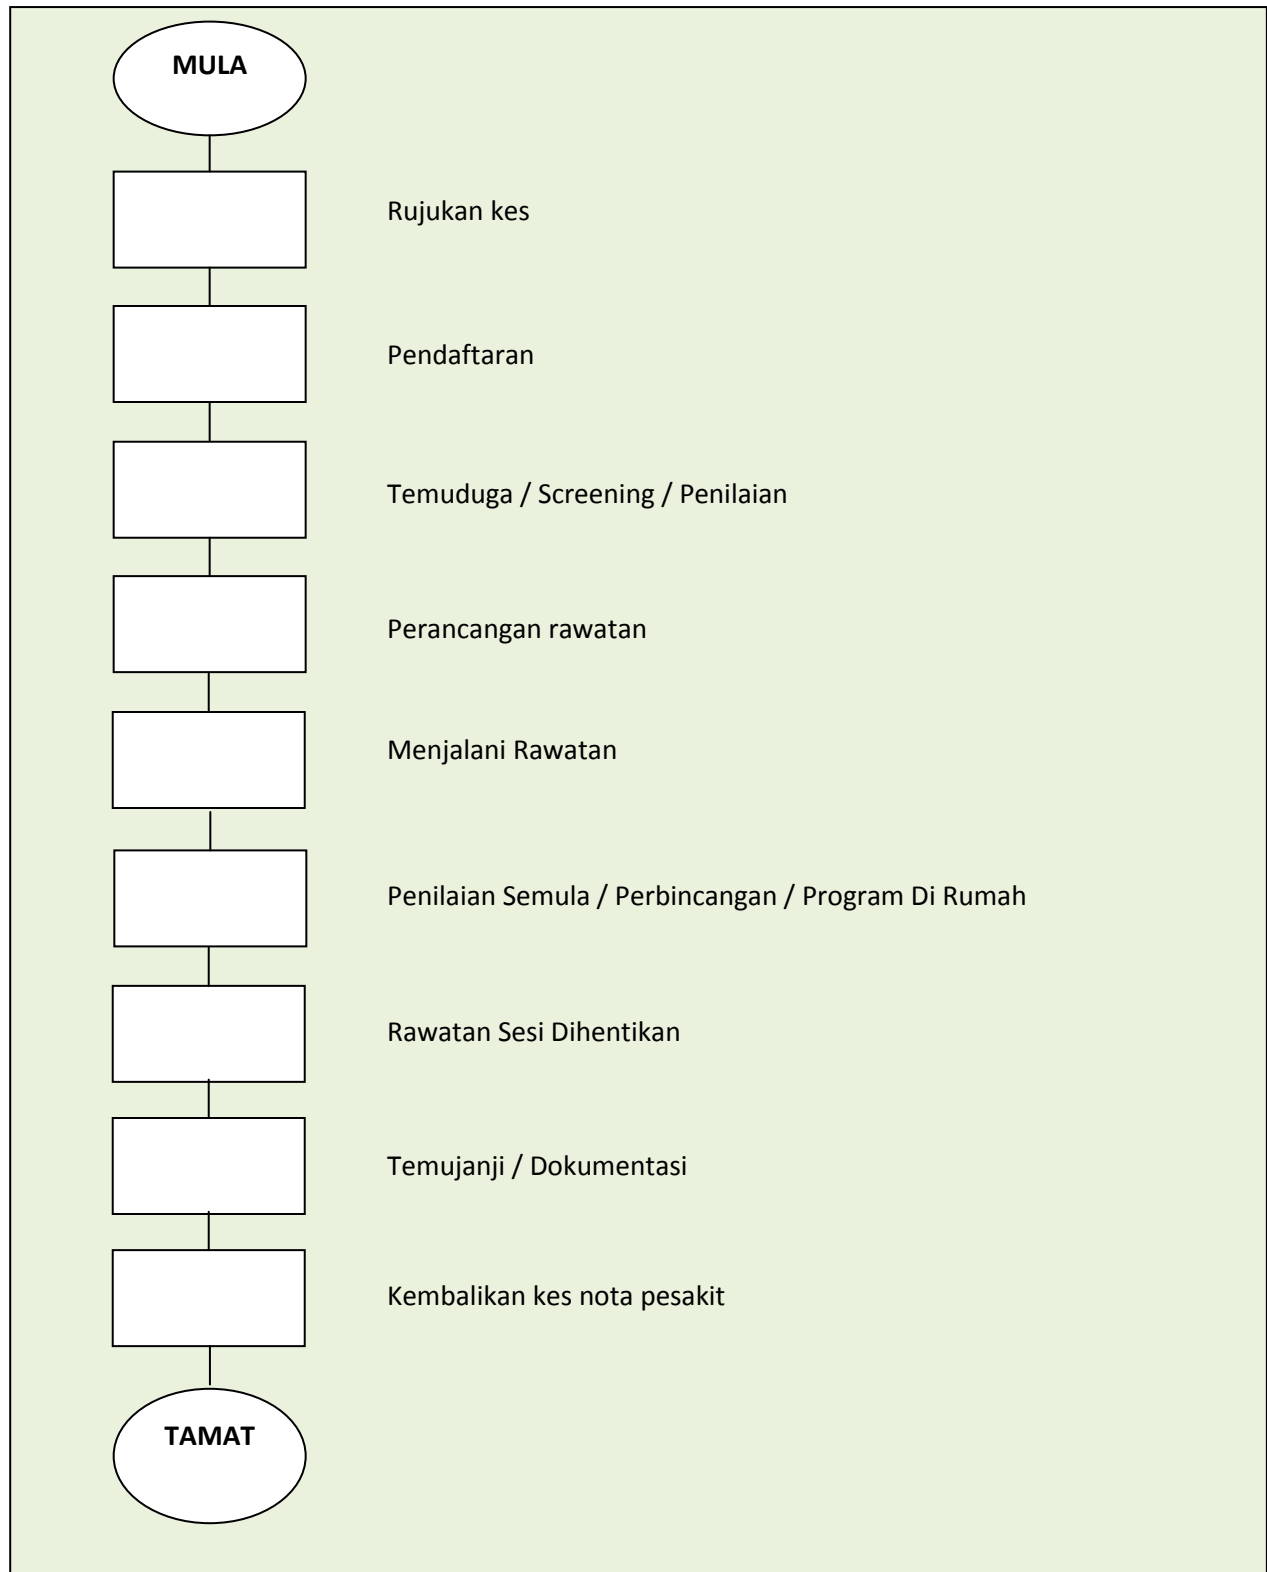 MULA
Rujukan kes
Pendaftaran
Temuduga / Screening / Penilaian
Perancangan rawatan
Menjalani Rawatan
Penilaian Semula / Perbincangan / Program Di Rumah
Rawatan Sesi Dihentikan
Temujanji / Dokumentasi
Kembalikan kes nota pesakit
TAMAT